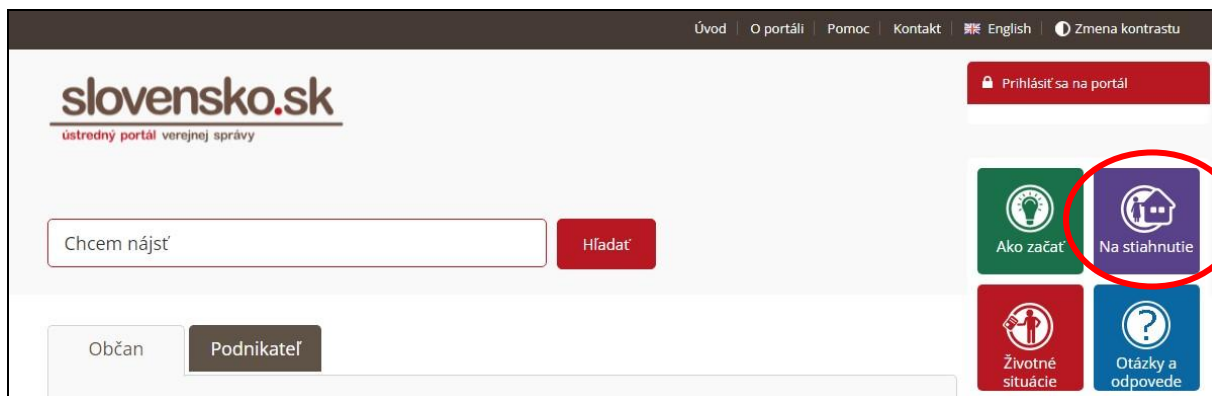 Úvod O portáli Pomoc Kontakt English Zmena kontrastu
slovensko.sk
ústredný portál verejnej správy
Prihlásiť sa na portál
Chcem nájsť
Hľadať
Ako začať
Na stiahnutie
Občan
Podnikateľ
Životné
situácie
Otázky a
odpovede